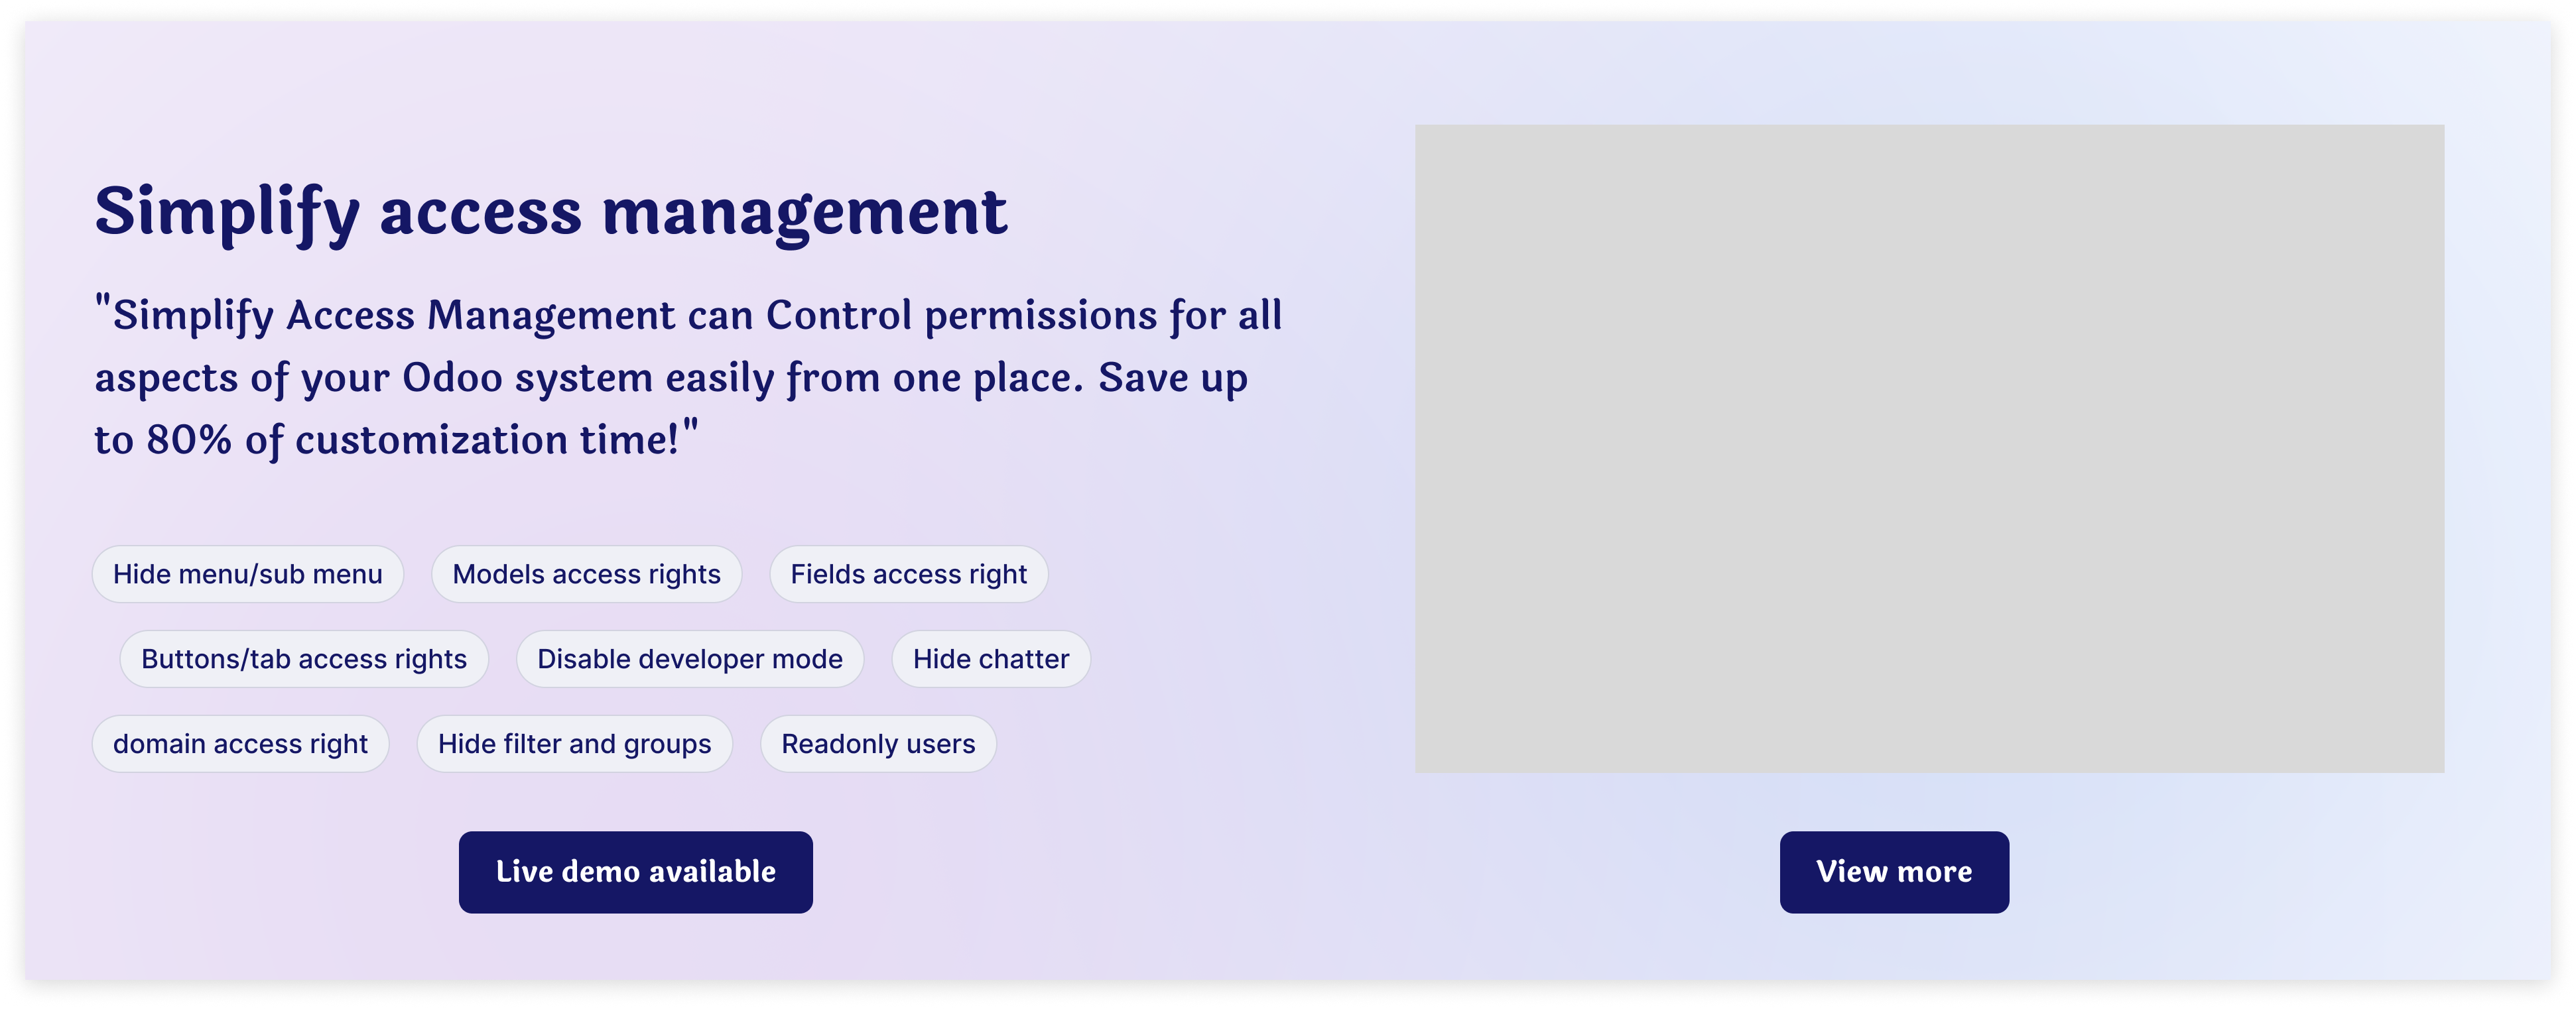 Simplify access management
"Simplify Access Management can Control permissions for all
aspects of your Odoo system easily from one place. Save up
to 80% of customization time!"
Hide menu/sub menu
Models access rights
Fields access right
Buttons/tab access rights
Disable developer mode
Hide chatter
domain access right
Hide filter and groups
Readonly users
Live demo available
View more